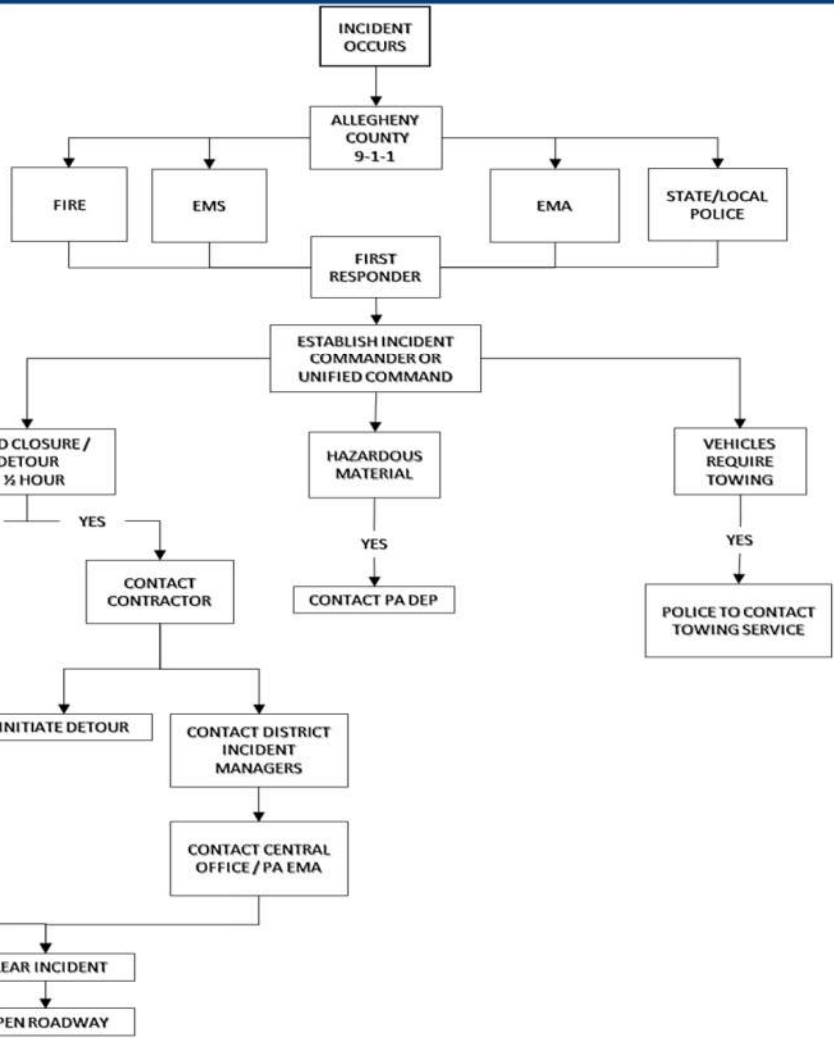 INCIDENT
OCCURS
ALLEGHENY
COUNTY
9-1-1
FIRE
EMS
EMA
STATE/LOCAL
POLICE
FIRST
RESPONDER
ESTABLISH INCIDENT
COMMANDER OR
UNIFIED COMMAND
D CLOSURE /
DETOUR
½ HOUR
HAZARDOUS
MATERIAL
VEHICLES
REQUIRE
TOWING
YES
YES
YES
CONTACT
CONTRACTOR
CONTACT PA DEP
POLICE TO CONTACT
TOWING SERVICE
INITIATE DETOUR
CONTACT DISTRICT
INCIDENT
MANAGERS
CONTACT CENTRAL
OFFICE / PA EMA
EAR INCIDENT
PEN ROADWAY